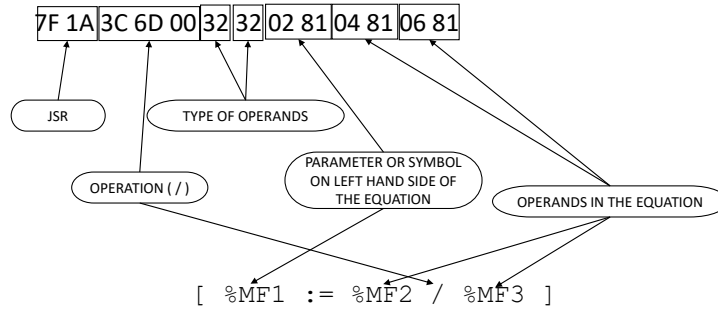 7F 1A 3C 6D 00 32 32 02 81 04 81 06 81
JSR
TYPE OF OPERANDS
OPERATION ( / )
PARAMETER OR SYMBOL
ON LEFT HAND SIDE OF
THE EQUATION
OPERANDS IN THE EQUATION
[ %MF1 := %MF2 / %MF3 ]